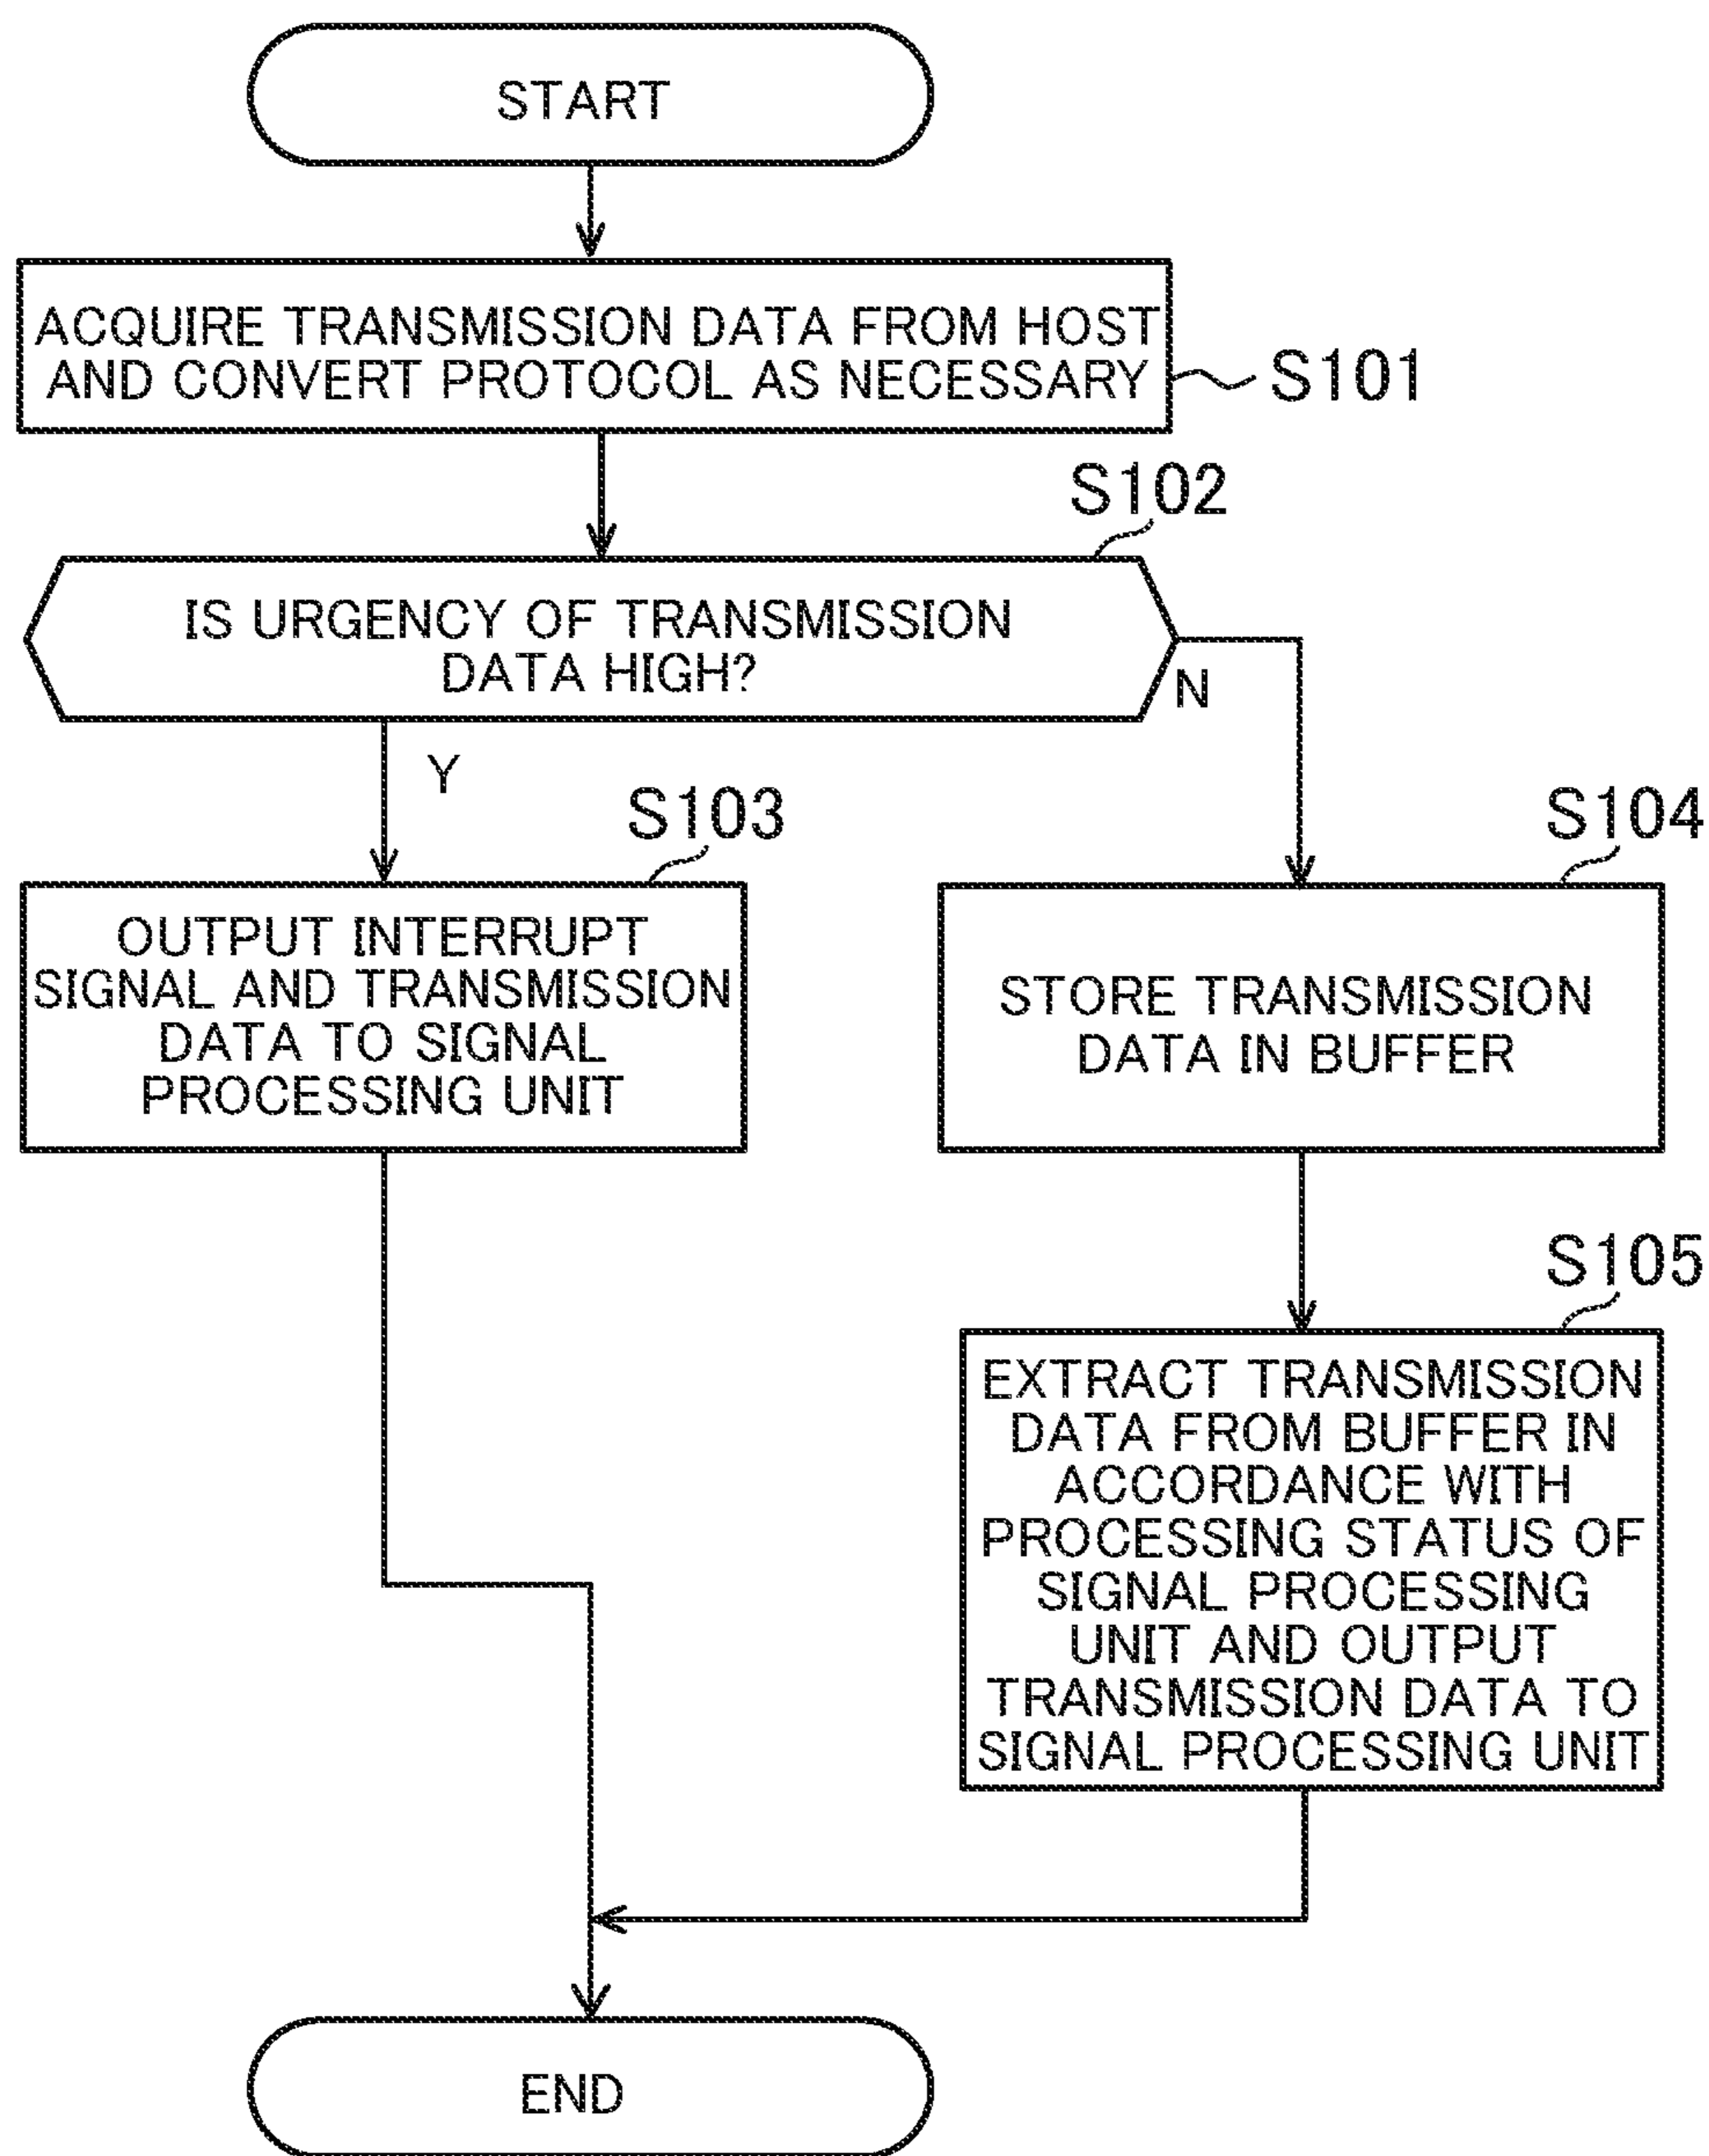 START
ACQUIRE TRANSMISSION DATA FROM HOST
AND CONVERT PROTOCOL AS NECESSARY
S101
S102
IS URGENCY OF TRANSMISSION
DATA HIGH?
N
Y
S103
OUTPUT INTERRUPT
SIGNAL AND TRANSMISSION
DATA TO SIGNAL
PROCESSING UNIT
S104
STORE TRANSMISSION
DATA IN BUFFER
S105
EXTRACT TRANSMISSION
DATA FROM BUFFER IN
ACCORDANCE WITH
PROCESSING STATUS OF
SIGNAL PROCESSING
UNIT AND OUTPUT
TRANSMISSION DATA TO
SIGNAL PROCESSING UNIT
END